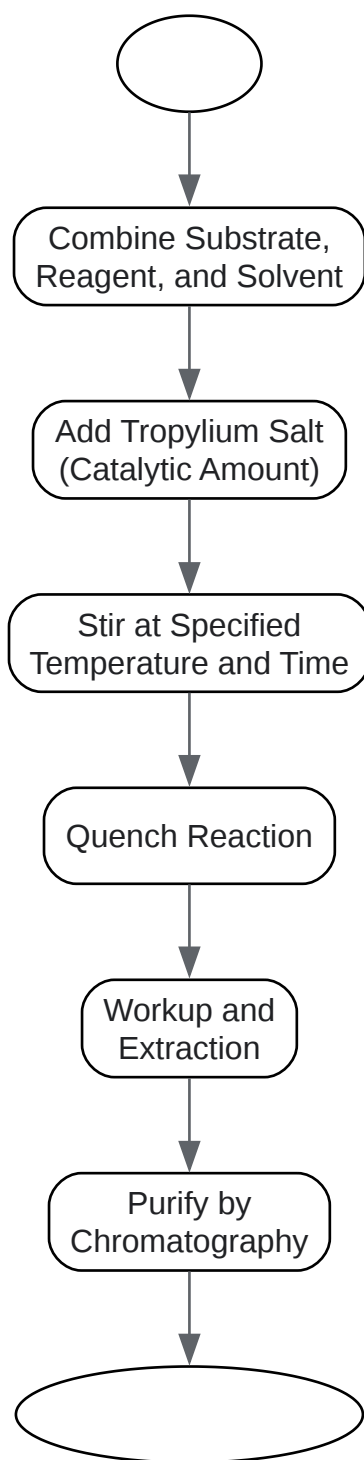 Combine Substrate,
Reagent, and Solvent
Add Tropylium Salt
(Catalytic Amount)
Stir at Specified
Temperature and Time
Quench Reaction
Workup and
Extraction
Purify by
Chromatography